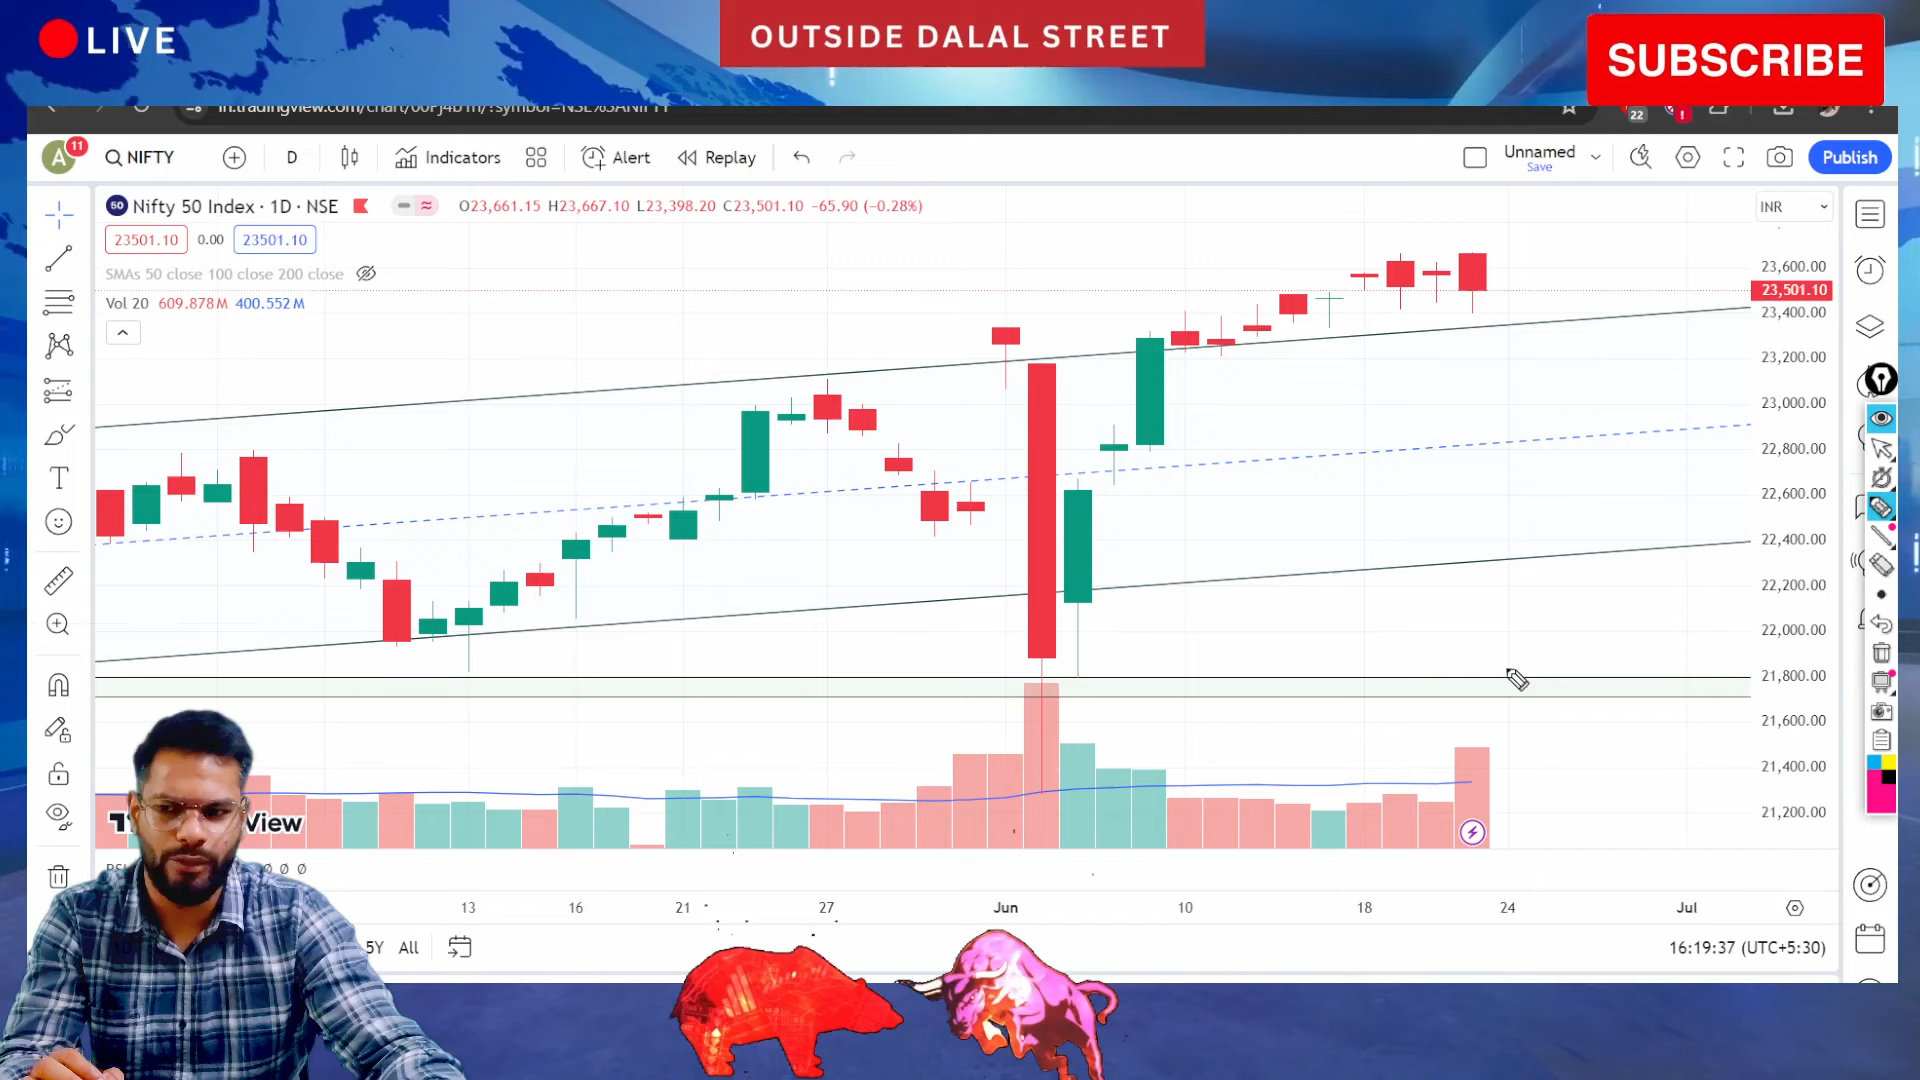 LIVE
OUTSIDE DALAL STREET
SUBSCRIBE
22
!
A
11
NIFTY
D
Indicators
Alert
Replay
Unnamed
Save
Publish
50
Nifty 50 Index · 1D · NSE
O23,661.15 H23,667.10 L23,398.20 C23,501.10 −65.90 (−0.28%)
INR
23501.10
0.00
23501.10
SMAs 50 close 100 close 200 close
Vol 20 609.878M 400.552M
23,600.00
23,501.10
23,400.00
23,200.00
23,000.00
22,800.00
22,600.00
22,400.00
22,200.00
22,000.00
21,800.00
21,600.00
21,400.00
21,200.00
View
Ø Ø
13
16
21
27
Jun
10
18
24
Jul
5Y
All
16:19:37 (UTC+5:30)